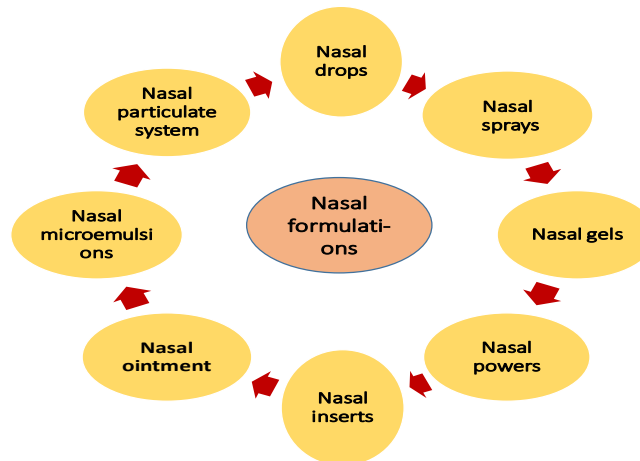 Nasal
drops
Nasal
sprays
Nasal gels
Nasal
powers
Nasal
inserts
Nasal
ointment
Nasal
microemulsi
ons
Nasal
particulate
system
Nasal
formulati-
ons